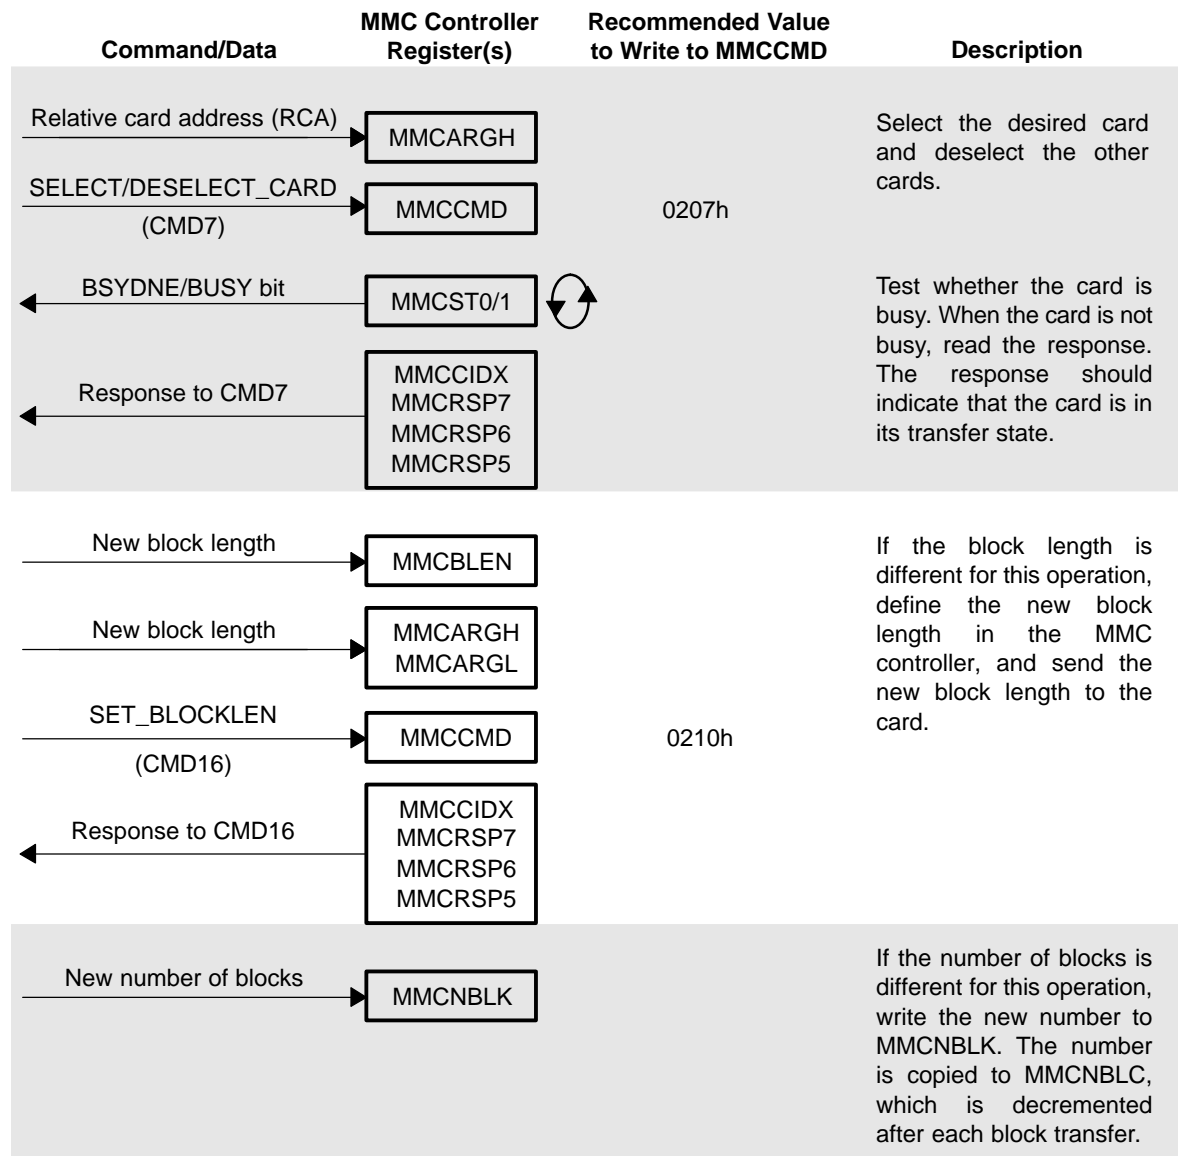 Command/Data
MMC Controller
Register(s)
Recommended Value
to Write to MMCCMD
Description
Relative card address (RCA)
MMCARGH
Select the desired card
and deselect the other
cards.
SELECT/DESELECT_CARD
(CMD7)
MMCCMD
0207h
BSYDNE/BUSY bit
MMCST0/1
Test whether the card is
busy. When the card is not
busy, read the response.
The response should
indicate that the card is in
its transfer state.
Response to CMD7
MMCCIDX
MMCRSP7
MMCRSP6
MMCRSP5
New block length
MMCBLEN
If the block length is
different for this operation,
define the new block
length in the MMC
controller, and send the
new block length to the
card.
New block length
MMCARGH
MMCARGL
SET_BLOCKLEN
(CMD16)
MMCCMD
0210h
Response to CMD16
MMCCIDX
MMCRSP7
MMCRSP6
MMCRSP5
New number of blocks
MMCNBLK
If the number of blocks is
different for this operation,
write the new number to
MMCNBLK. The number
is copied to MMCNBLC,
which is decremented
after each block transfer.